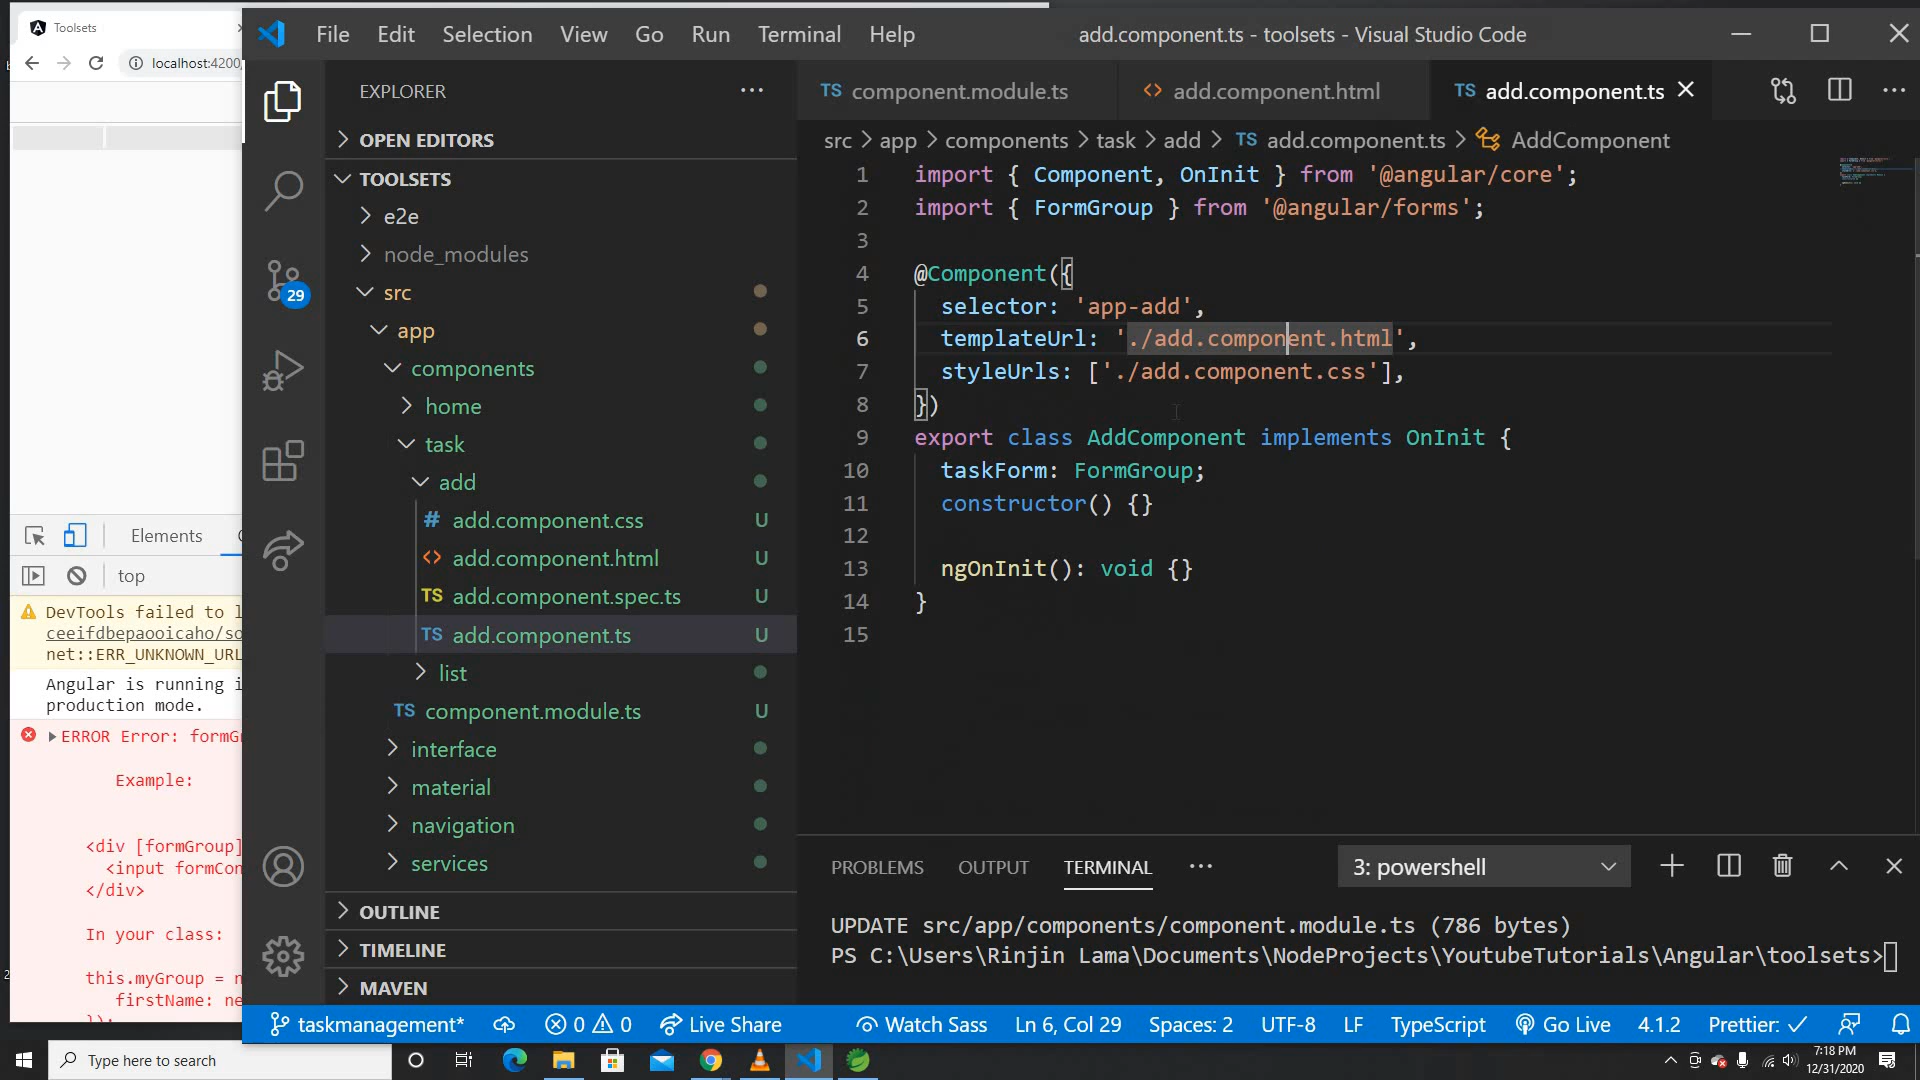 Toolsets
localhost:4200
Elements
top
DevTools failed to l
ceeifdbepaooicaho/so
net::ERR_UNKNOWN_URL
Angular is running i
production mode.
ERROR Error: formG
Example:
<div [formGroup]
<input formCon
</div>
In your class:
this.myGroup = n
firstName: ne
});
File Edit Selection View Go Run Terminal Help
add.component.ts - toolsets - Visual Studio Code
29
EXPLORER
OPEN EDITORS
TOOLSETS
e2e
node_modules
src
app
components
home
task
add
# add.component.css U
<> add.component.html U
TS add.component.spec.ts U
TS add.component.ts U
list
TS component.module.ts U
interface
material
navigation
services
OUTLINE
TIMELINE
MAVEN
TS component.module.ts
<> add.component.html
TS add.component.ts
src > app > components > task > add > TS add.component.ts > AddComponent
1 import { Component, OnInit } from '@angular/core';
2 import { FormGroup } from '@angular/forms';
3
4 @Component({
5 selector: 'app-add',
6 templateUrl: './add.component.html',
7 styleUrls: ['./add.component.css'],
8 })
9 export class AddComponent implements OnInit {
10 taskForm: FormGroup;
11 constructor() {}
12
13 ngOnInit(): void {}
14 }
15
PROBLEMS OUTPUT TERMINAL ··· 3: powershell
UPDATE src/app/components/component.module.ts (786 bytes)
PS C:\Users\Rinjin Lama\Documents\NodeProjects\YoutubeTutorials\Angular\toolsets>
taskmanagement* 0 0 Live Share Watch Sass Ln 6, Col 29 Spaces: 2 UTF-8 LF TypeScript Go Live 4.1.2 Prettier: ✓
Type here to search
7:18 PM
12/31/2020